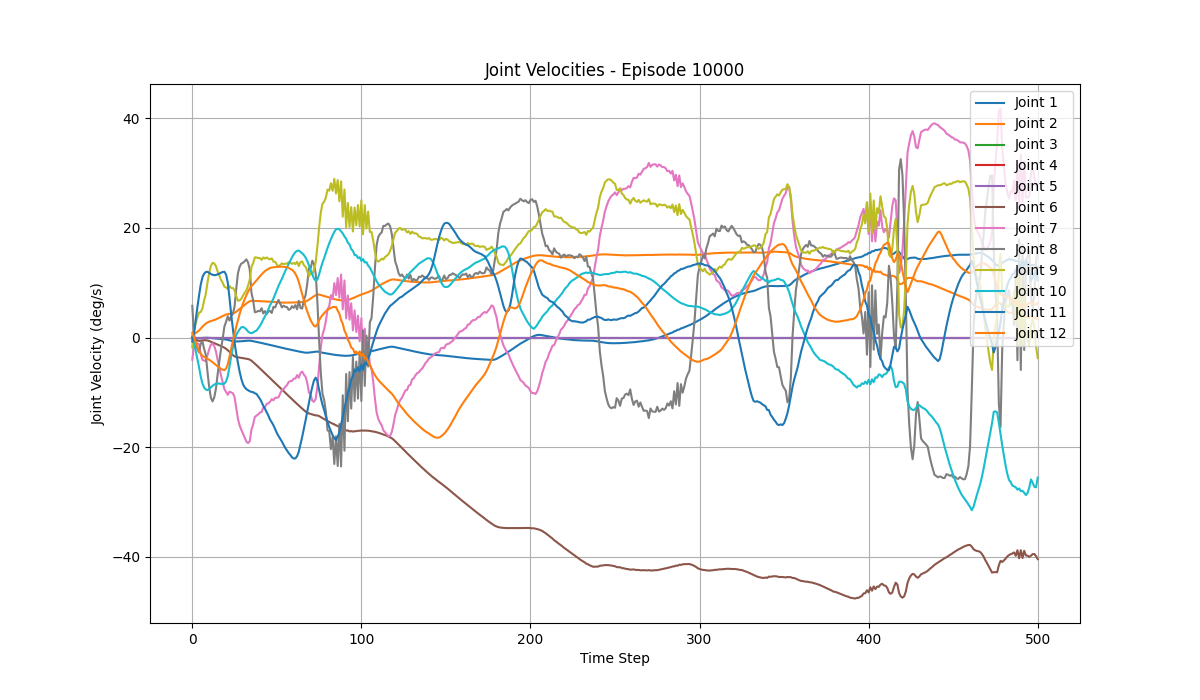 Joint Velocities - Episode 10000
Joint Velocity (deg/s)
40
20
0
−20
−40
0 100 200 300 400 500
Time Step
Joint 1
Joint 2
Joint 3
Joint 4
Joint 5
Joint 6
Joint 7
Joint 8
Joint 9
Joint 10
Joint 11
Joint 12